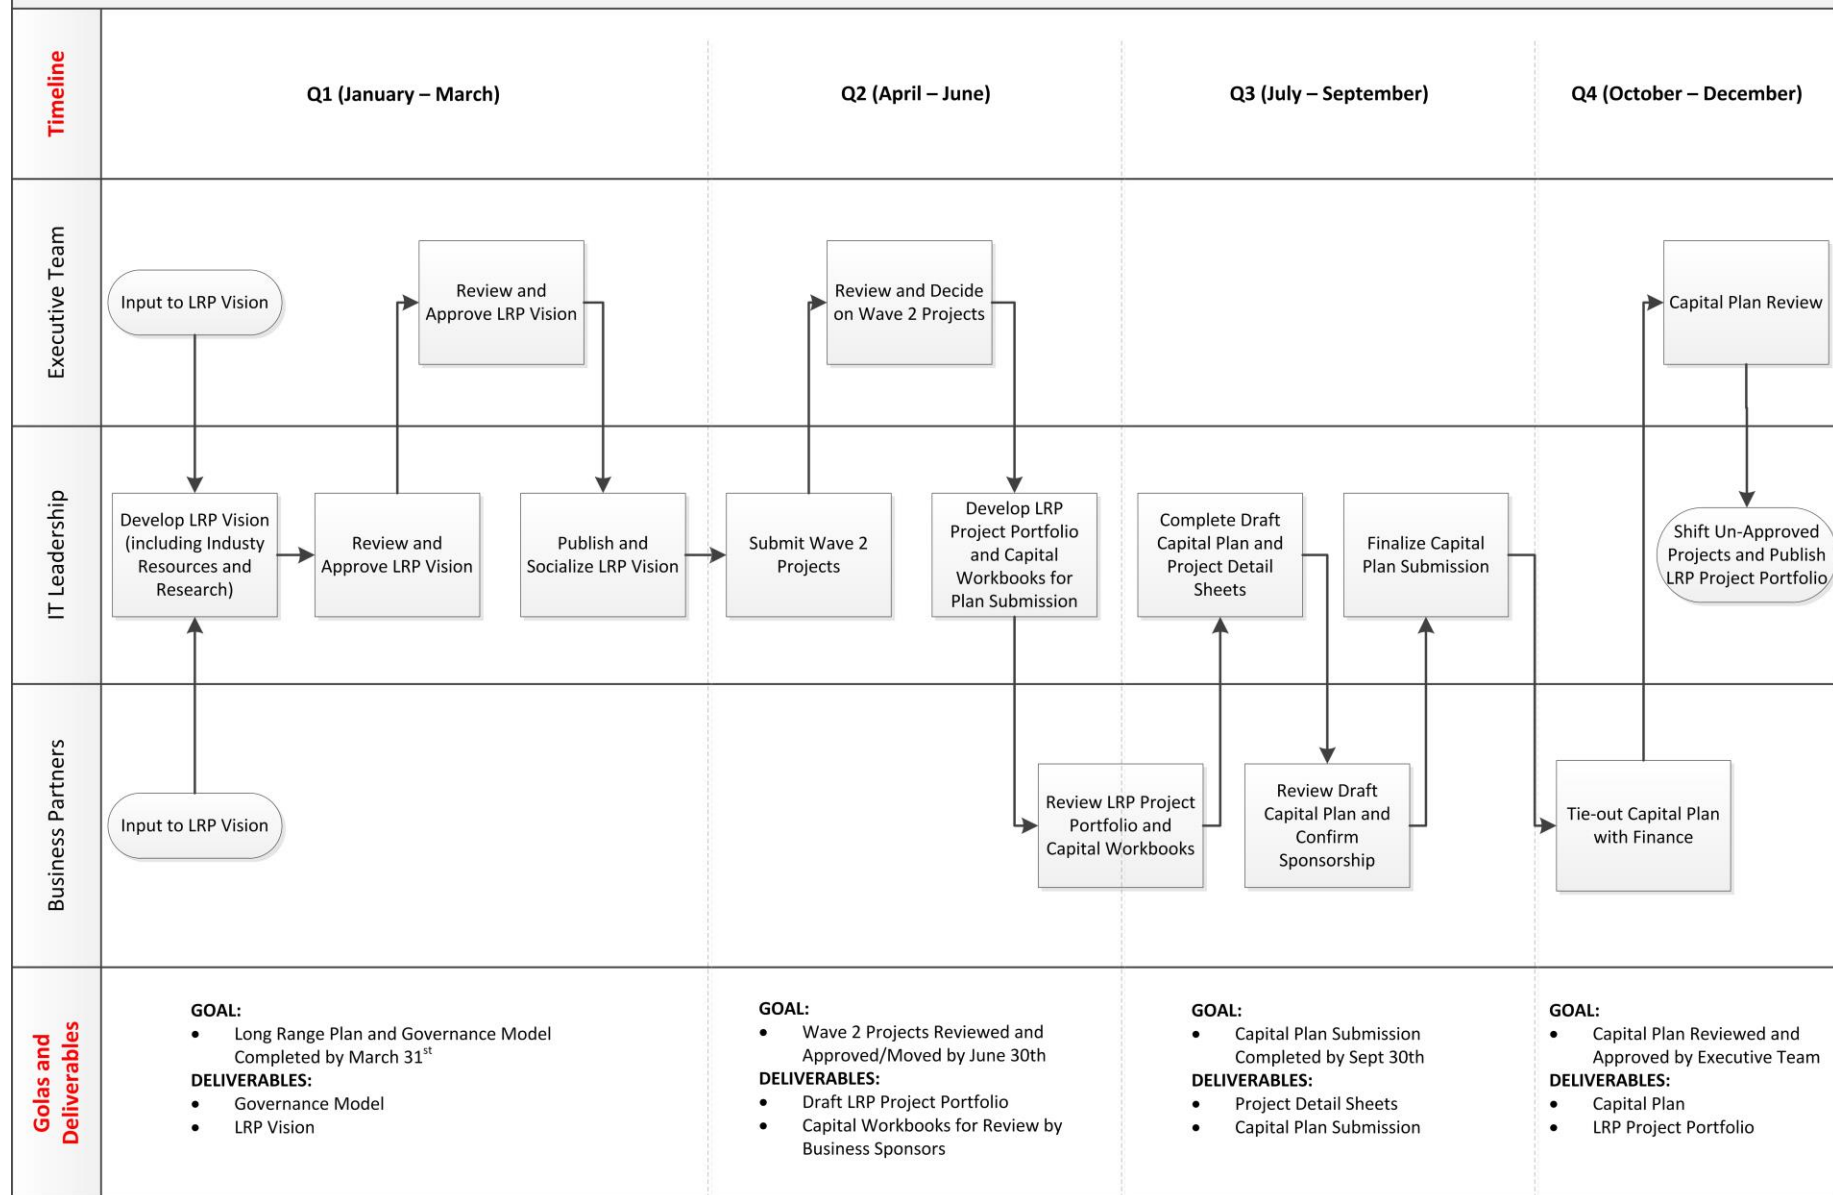 Timeline
Q1 (January – March)
Q2 (April – June)
Q3 (July – September)
Q4 (October – December)
Executive Team
Input to LRP Vision
Review and
Approve LRP Vision
Review and Decide
on Wave 2 Projects
Capital Plan Review
IT Leadership
Develop LRP Vision
(including Industy
Resources and
Research)
Review and
Approve LRP Vision
Publish and
Socialize LRP Vision
Submit Wave 2
Projects
Develop LRP
Project Portfolio
and Capital
Workbooks for
Plan Submission
Complete Draft
Capital Plan and
Project Detail
Sheets
Finalize Capital
Plan Submission
Shift Un-Approved
Projects and Publish
LRP Project Portfolio
Business Partners
Input to LRP Vision
Review LRP Project
Portfolio and
Capital Workbooks
Review Draft
Capital Plan and
Confirm
Sponsorship
Tie-out Capital Plan
with Finance
Golas and
Deliverables
GOAL:
• Long Range Plan and Governance Model
Completed by March 31st
DELIVERABLES:
• Governance Model
• LRP Vision
GOAL:
• Wave 2 Projects Reviewed and
Approved/Moved by June 30th
DELIVERABLES:
• Draft LRP Project Portfolio
• Capital Workbooks for Review by
Business Sponsors
GOAL:
• Capital Plan Submission
Completed by Sept 30th
DELIVERABLES:
• Project Detail Sheets
• Capital Plan Submission
GOAL:
• Capital Plan Reviewed and
Approved by Executive Team
DELIVERABLES:
• Capital Plan
• LRP Project Portfolio